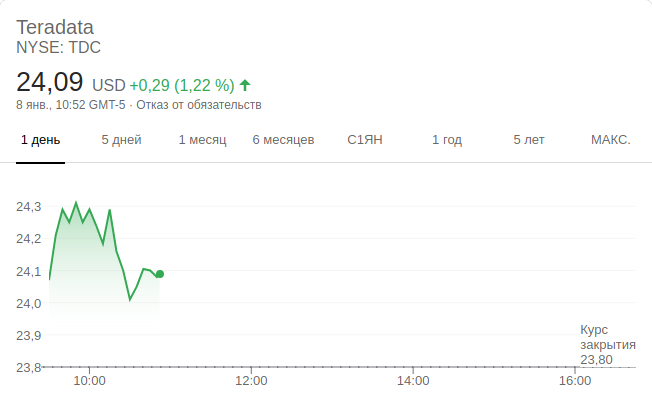 Teradata
NYSE: TDC
24,09 USD +0,29 (1,22 %)
8 янв., 10:52 GMT-5 · Отказ от обязательств
1 день 5 дней 1 месяц 6 месяцев С1ЯН 1 год 5 лет МАКС.
24,3
24,2
24,1
24,0
23,9
23,8
Курс
закрытия
23,80
10:00 12:00 14:00 16:00